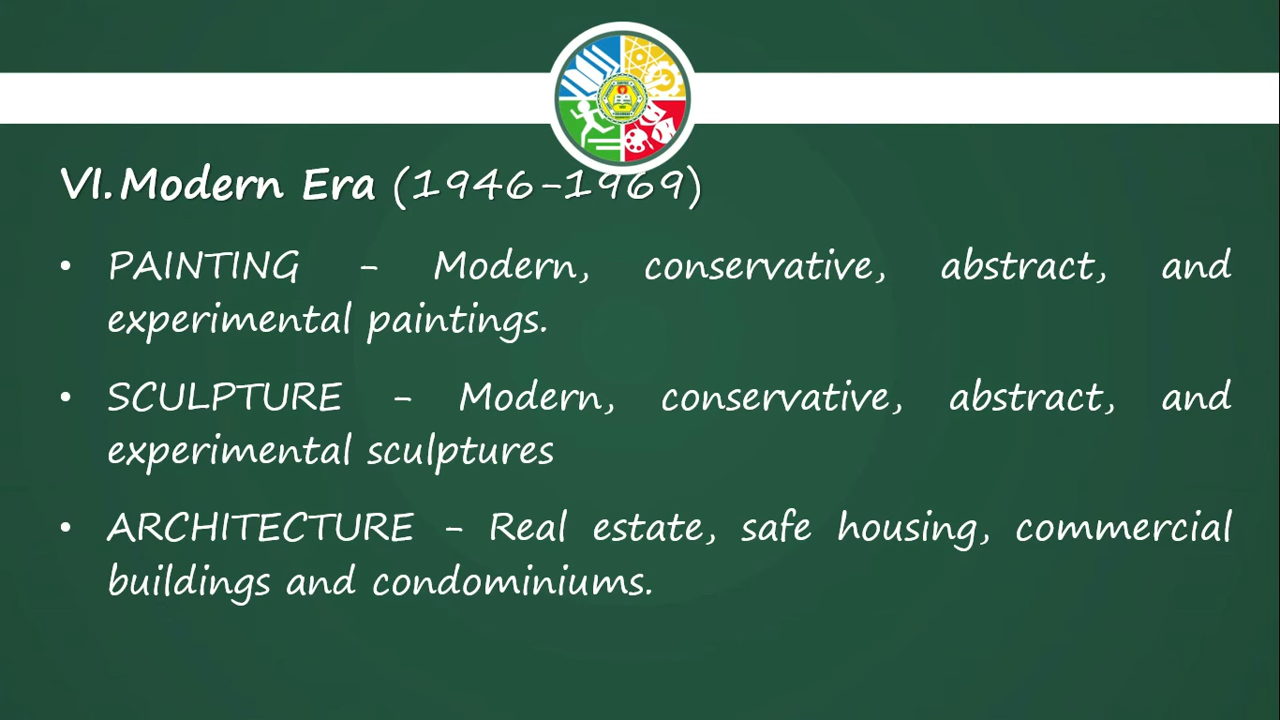 VI. Modern Era (1946-1969)
• PAINTING - Modern, conservative, abstract, and
experimental paintings.
• SCULPTURE - Modern, conservative, abstract, and
experimental sculptures
• ARCHITECTURE - Real estate, safe housing, commercial
buildings and condominiums.